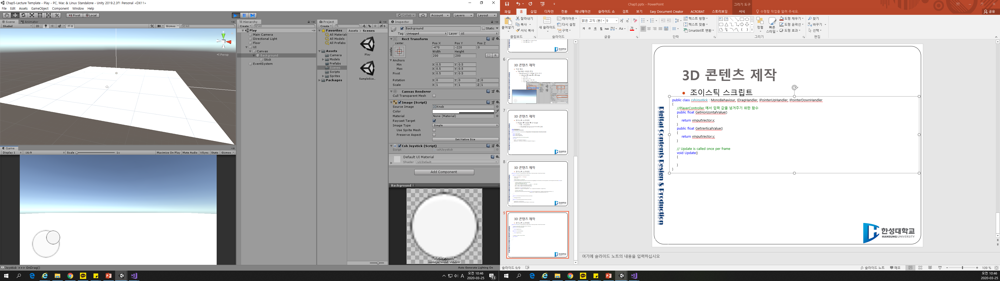 Chap5-Lecture Template - Play - PC, Mac & Linux Standalone - Unity 2019.2.3f1 Personal <DX11>
File Edit Assets GameObject Component Window Help
Pivot Local
Collab Account Layers Layout
Scene Animator
Shaded 2D 0 Gizmos All
Persp
Game
Display 1 16:9 Scale 1x Maximize On Play Mute Audio VSync Stats Gizmos
Joystick >>> OnDrag()
Hierarchy
Create All
Play
Main Camera
Directional Light
Floor
UI
Canvas
Background
Stick
EventSystem
Project
Create 9
Favorites
All Materials
All Models
All Prefabs
Assets
Camera
Models
Prefabs
Scenes
Scripts
Sprites
Packages
Assets > Scenes
Play
SampleSce...
Inspector
Background Static
Tag Untagged Layer UI
Rect Transform
center
middle
Pos X Pos Y Pos Z
-470 -220 0
Width Height
200 200 R
Anchors
Min X 0.5 Y 0.5
Max X 0.5 Y 0.5
Pivot X 0.5 Y 0.5
Rotation X 0 Y 0 Z 0
Scale X 1 Y 1 Z 1
Canvas Renderer
Cull Transparent Mesh
Image (Script)
Source Image Knob
Color
Material None (Material)
Raycast Target
Image Type Simple
Use Sprite Mesh
Preserve Aspect
Set Native Size
Csh Joystick (Script)
Script cshJoystick
Default UI Material
Shader UI/Default
Add Component
Background
Background
Image Size: 40x40
Auto Generate Lighting On
오전 10:46
2020-03-25
13
Chap5.pptx - PowerPoint
그리기 도구
파일 홈 삽입 디자인 전환 애니메이션 슬라이드 쇼 검토 보기 Easy Document Creator ACROBAT 스토리보딩 서식 수행할 작업을 알려 주세요. 공유
붙여넣기
잘라내기
복사
서식 복사
클립보드
새 슬라이드
레이아웃
다시 설정
구역
슬라이드
맑은 고딕 (본문) 9
글꼴
텍스트 방향
텍스트 맞춤
SmartArt로 변환
단락
정렬
빠른 스타일
도형 채우기
도형 윤곽선
도형 효과
그리기
찾기
바꾸기
선택
편집
6
3D 콘텐츠 제작
7
3D 콘텐츠 제작
8
3D 콘텐츠 제작
9
3D 콘텐츠 제작
3D 콘텐츠 제작
조이스틱 스크립트
public class cshJoystick : MonoBehaviour, IDragHandler, IPointerUpHandler, IPointerDownHandler
{
//PlayerController 에서 입력 값을 넘겨주기 위한 함수
public float GetHorizontalValue()
{
return vInputVector.x;
}
public float GetVerticalValue()
{
return vInputVector.y;
}
// Update is called once per frame
void Update()
{
}
}
Digital Contents Design & Production
한성대학교
HANSUNG UNIVERSITY
여기에 슬라이드 노트의 내용을 입력하십시오
슬라이드 9/9 슬라이드 노트 메모 109 %
오전 10:46
2020-03-25